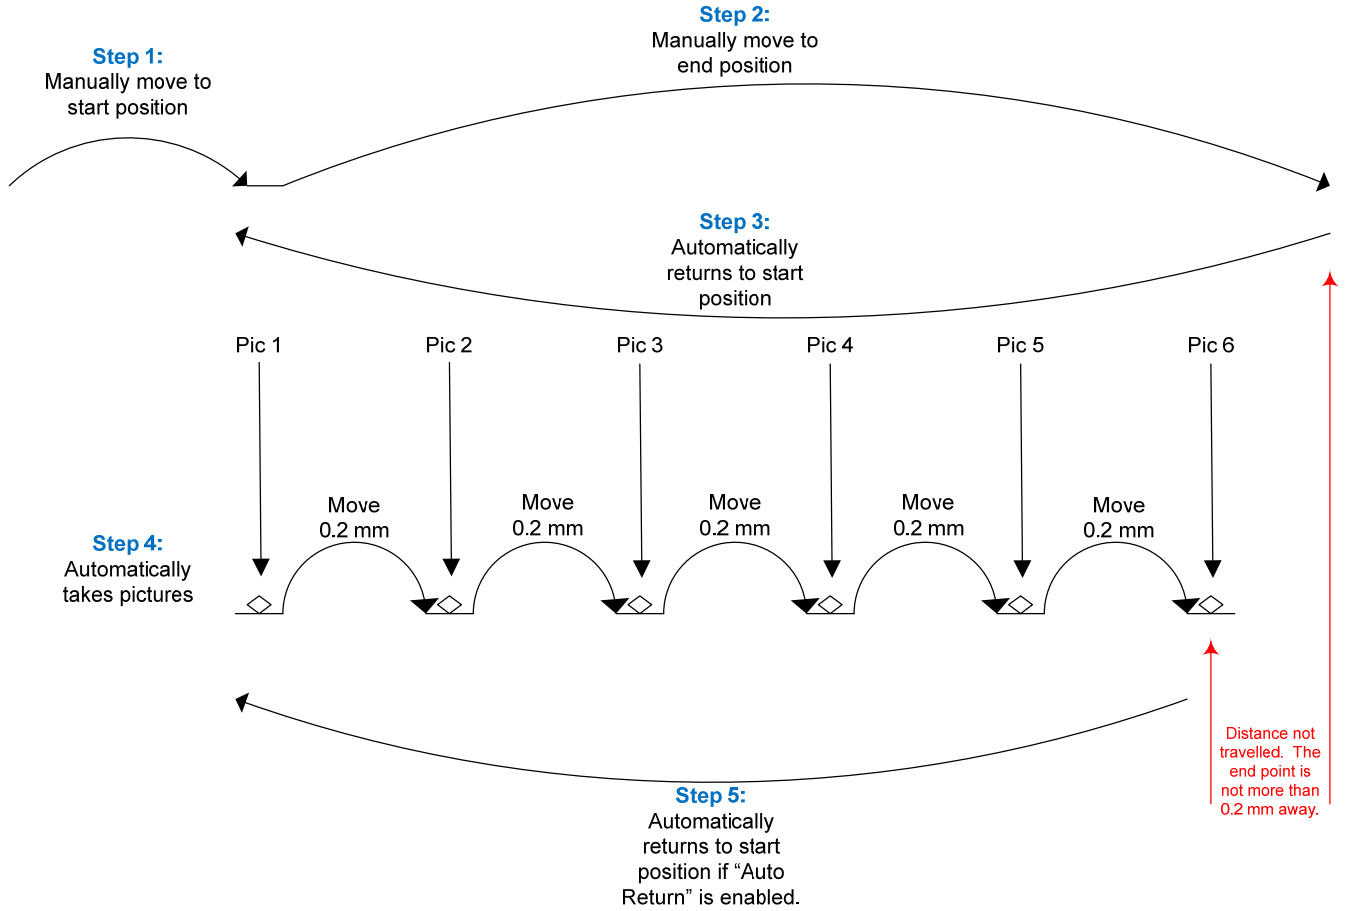 Step 1:
Manually move to
start position
Step 2:
Manually move to
end position
Step 3:
Automatically
returns to start
position
Pic 1
Pic 2
Pic 3
Pic 4
Pic 5
Pic 6
Move
0.2 mm
Move
0.2 mm
Move
0.2 mm
Move
0.2 mm
Move
0.2 mm
Step 4:
Automatically
takes pictures
Distance not
travelled.  The
end point is
not more than
0.2 mm away.
Step 5:
Automatically
returns to start
position if “Auto
Return” is enabled.